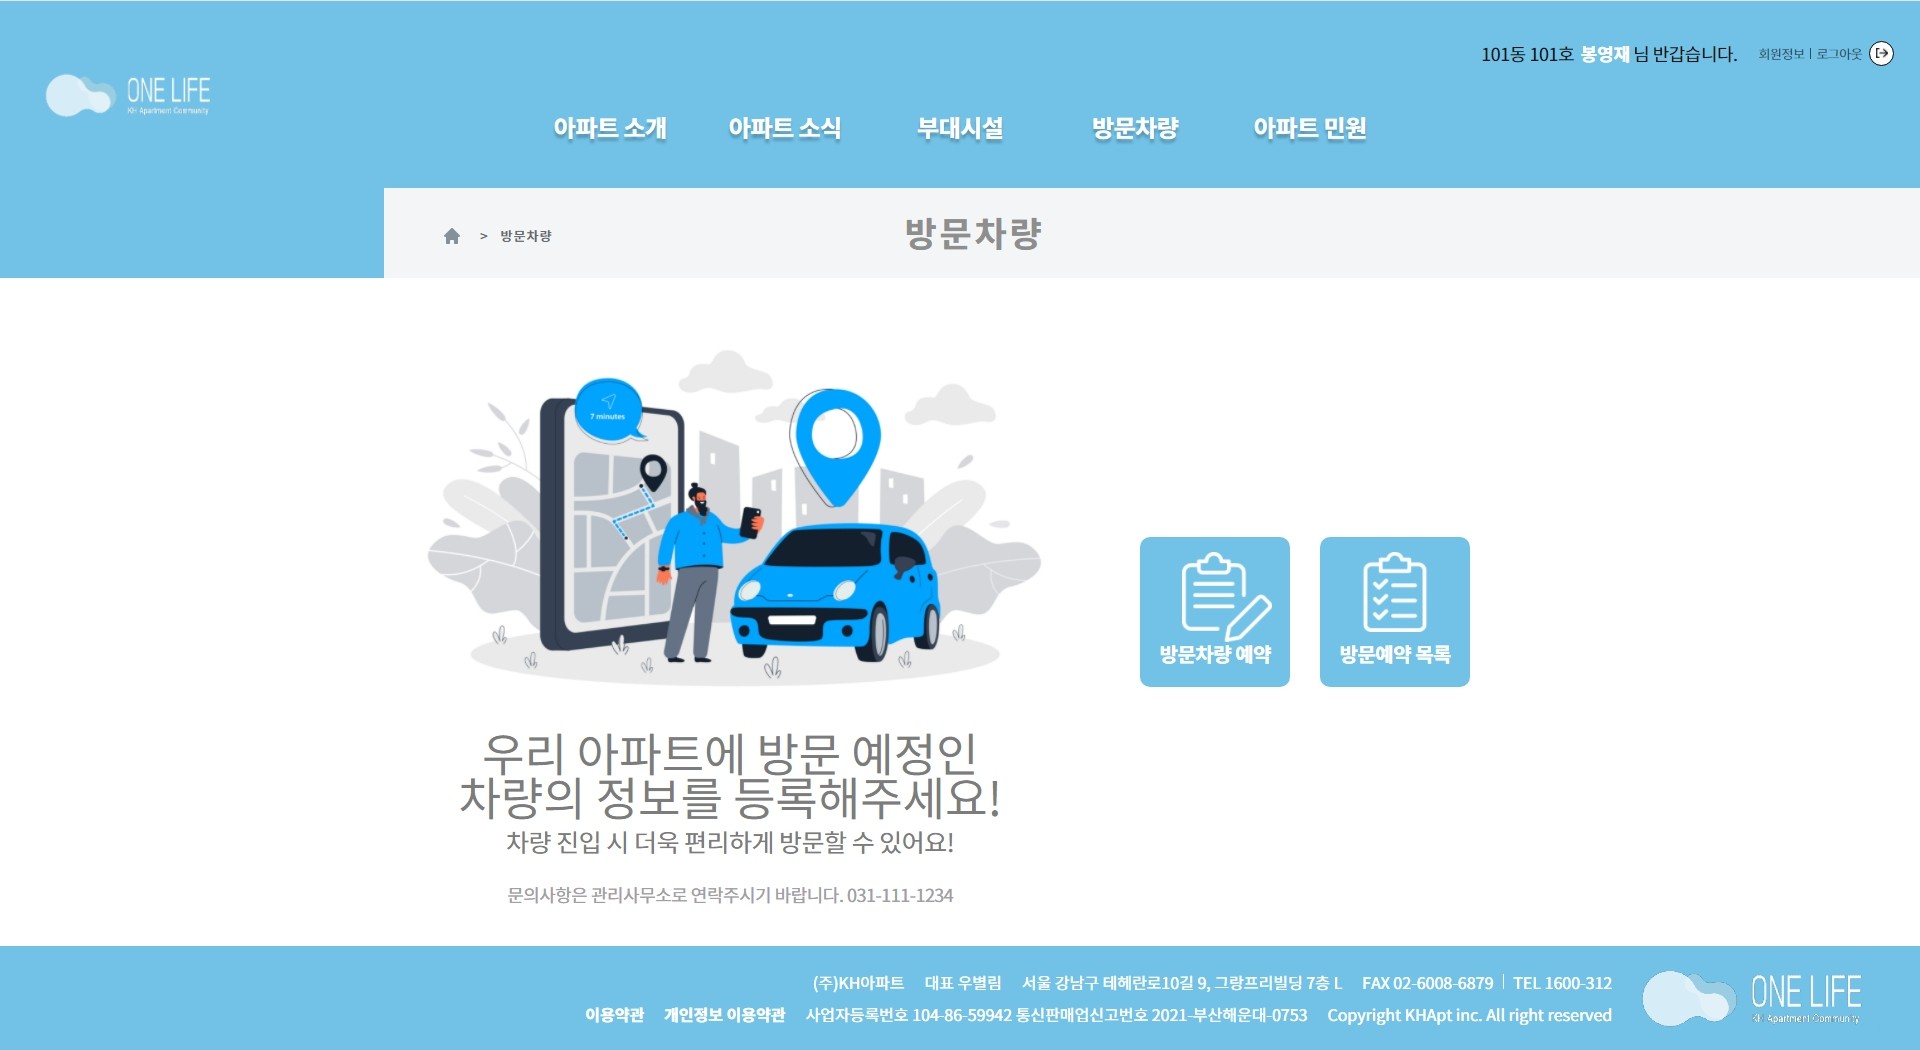 101동 101호 봉영재 님 반갑습니다. 회원정보 | 로그아웃
ONE LIFE
KH Apartment Community
아파트 소개 아파트 소식 부대시설 방문차량 아파트 민원
> 방문차량
방문차량
7 minutes
방문차량 예약
방문예약 목록
우리 아파트에 방문 예정인
차량의 정보를 등록해주세요!
차량 진입 시 더욱 편리하게 방문할 수 있어요!
문의사항은 관리사무소로 연락주시기 바랍니다. 031-111-1234
(주)KH아파트 대표 우별림 서울 강남구 테헤란로10길 9, 그랑프리빌딩 7층 L FAX 02-6008-6879 | TEL 1600-312
이용약관 개인정보 이용약관 사업자등록번호 104-86-59942 통신판매업신고번호 2021-부산해운대-0753 Copyright KHApt inc. All right reserved
ONE LIFE
KH Apartment Community